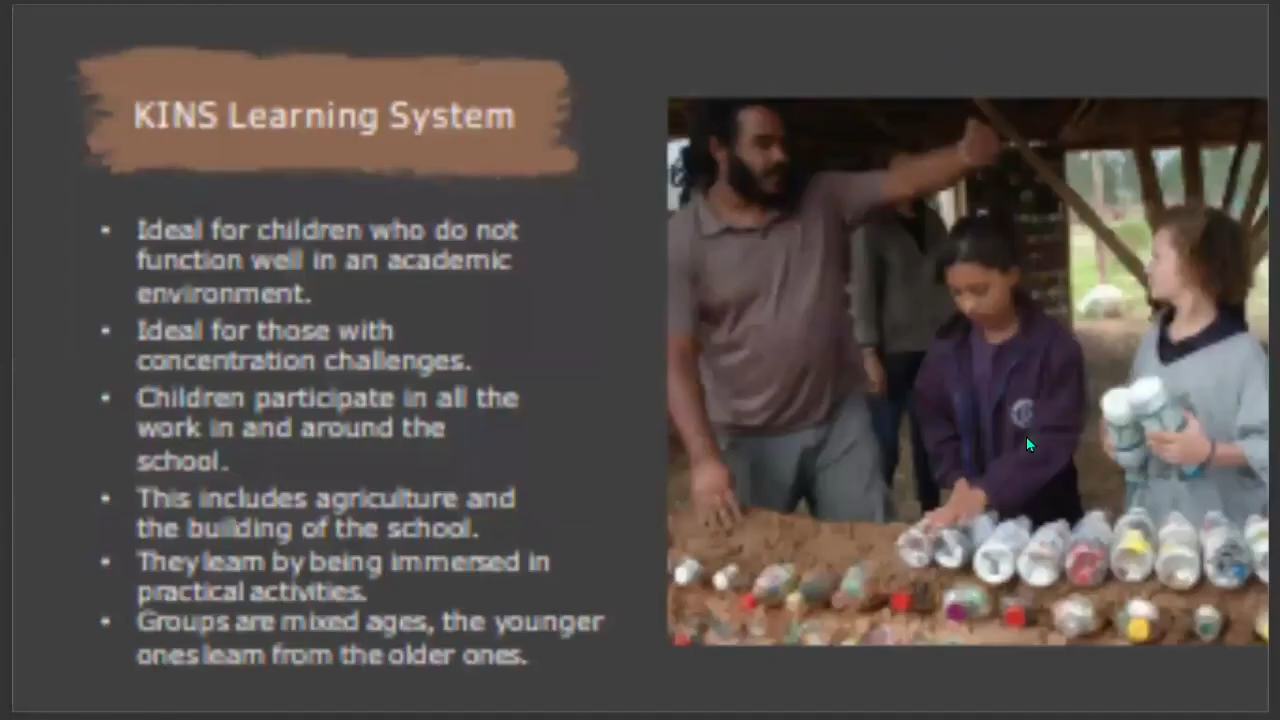 KINS Learning System
• Ideal for children who do not
function well in an academic
environment.
• Ideal for those with
concentration challenges.
• Children participate in all the
work in and around the
school.
• This includes agriculture and
the building of the school.
• They learn by being immersed in
practical activities.
• Groups are mixed ages, the younger
ones learn from the older ones.